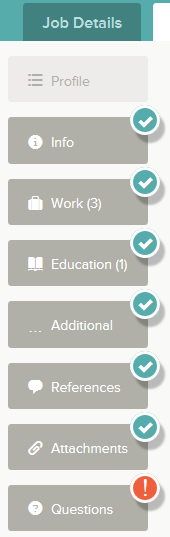 Job Details
Profile
Info
Work (3)
Education (1)
Additional
References
Attachments
Questions